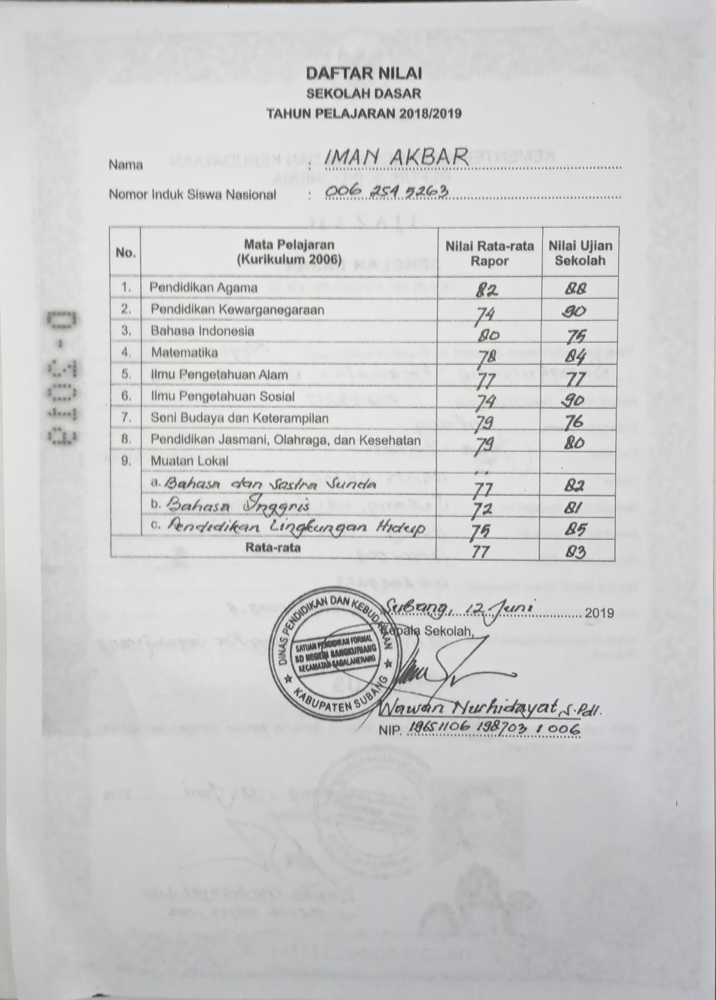 DAFTAR NILAI
SEKOLAH DASAR
TAHUN PELAJARAN 2018/2019
Nama : IMAN AKBAR
Nomor Induk Siswa Nasional : 006 254 5263
No. Mata Pelajaran (Kurikulum 2006) Nilai Rata-rata Rapor Nilai Ujian Sekolah
1. Pendidikan Agama 82 88
2. Pendidikan Kewarganegaraan 74 90
3. Bahasa Indonesia 80 75
4. Matematika 78 84
5. Ilmu Pengetahuan Alam 77 77
6. Ilmu Pengetahuan Sosial 74 90
7. Seni Budaya dan Keterampilan 79 76
8. Pendidikan Jasmani, Olahraga, dan Kesehatan 79 80
9. Muatan Lokal
a. Bahasa dan Sastra Sunda 77 82
b. Bahasa Inggris 72 81
c. Pendidikan Lingkungan Hidup 75 85
Rata-rata 77 83
Subang, 12 Juni 2019
Kepala Sekolah,
DINAS PENDIDIKAN DAN KEBUDAYAAN
SATUAN PENDIDIKAN FORMAL
SD NEGERI SANGKURIANG
KECAMATAN SAGALAHERANG
KABUPATEN SUBANG
Wawan Nurhidayat, S.PdI.
NIP. 19651106 198703 1 006